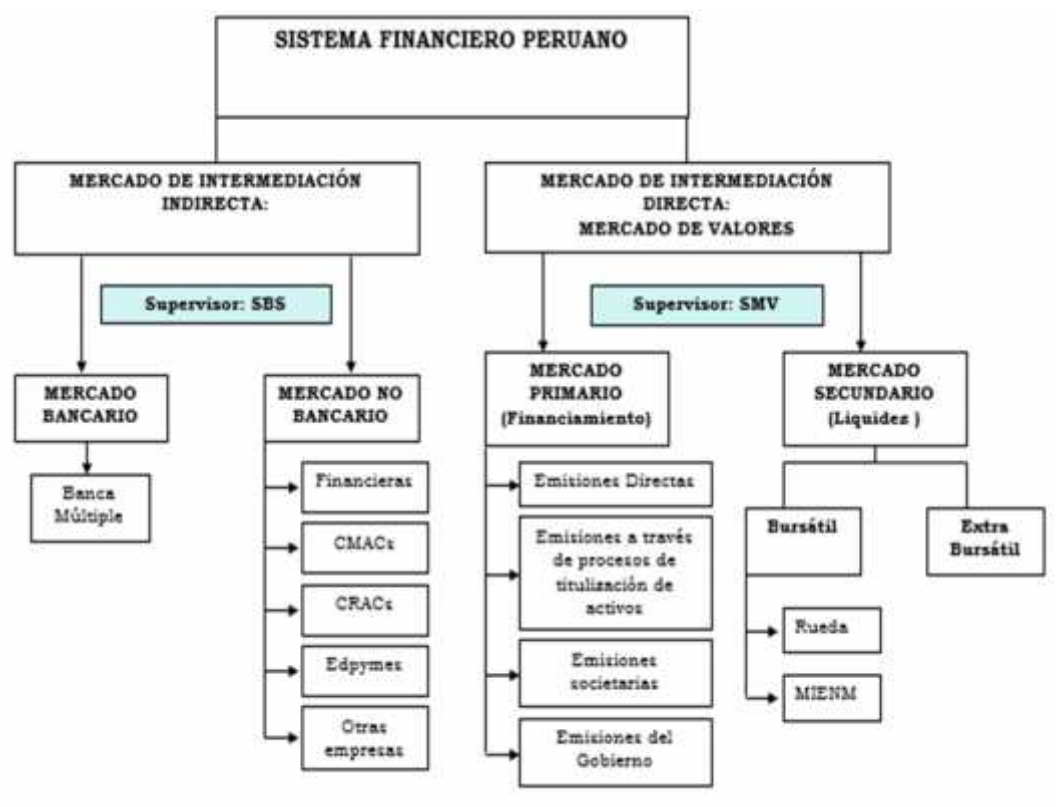 SISTEMA FINANCIERO PERUANO
MERCADO DE INTERMEDIACIÓN
INDIRECTA:
MERCADO DE INTERMEDIACIÓN
DIRECTA:
MERCADO DE VALORES
Supervisor: SBS
Supervisor: SMV
MERCADO
BANCARIO
Banca
Múltiple
MERCADO NO
BANCARIO
Financieras
CMACs
CRACs
Edpymes
Otras
empresas
MERCADO
PRIMARIO
(Financiamiento)
Emisiones Directas
Emisiones a través
de procesos de
titulización de
activos
Emisiones
societarias
Emisiones del
Gobierno
MERCADO
SECUNDARIO
(Liquides )
Bursátil
Rueda
MIENM
Extra
Bursátil